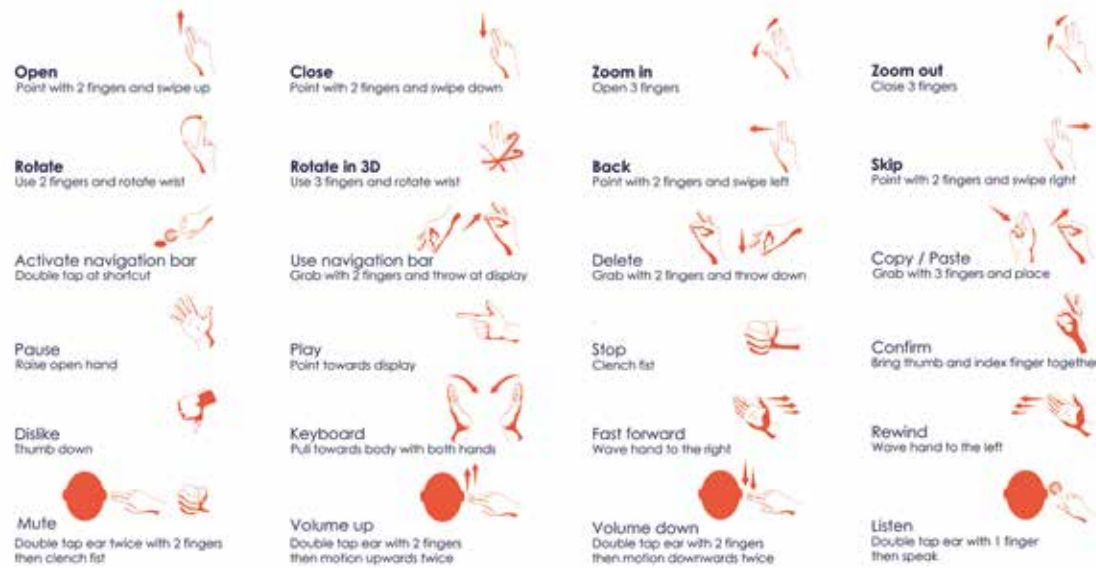 Open
Point with 2 fingers and swipe up
Close
Point with 2 fingers and swipe down
Zoom in
Open 3 fingers
Zoom out
Close 3 fingers
Rotate
Use 2 fingers and rotate wrist
Rotate in 3D
Use 3 fingers and rotate wrist
Back
Point with 2 fingers and swipe left
Skip
Point with 2 fingers and swipe right
Activate navigation bar
Double tap at shortcut
Use navigation bar
Grab with 2 fingers and throw at display
Delete
Grab with 2 fingers and throw down
Copy / Paste
Grab with 3 fingers and place
Pause
Raise open hand
Play
Point towards display
Stop
Clench fist
Confirm
Bring thumb and index finger together
Dislike
Thumb down
Keyboard
Pull towards body with both hands
Fast forward
Wave hand to the right
Rewind
Wave hand to the left
Mute
Double tap ear twice with 2 fingers
then clench fist
Volume up
Double tap ear with 2 fingers
then motion upwards twice
Volume down
Double tap ear with 2 fingers
then motion downwards twice
Listen
Double tap ear with 1 finger
then speak